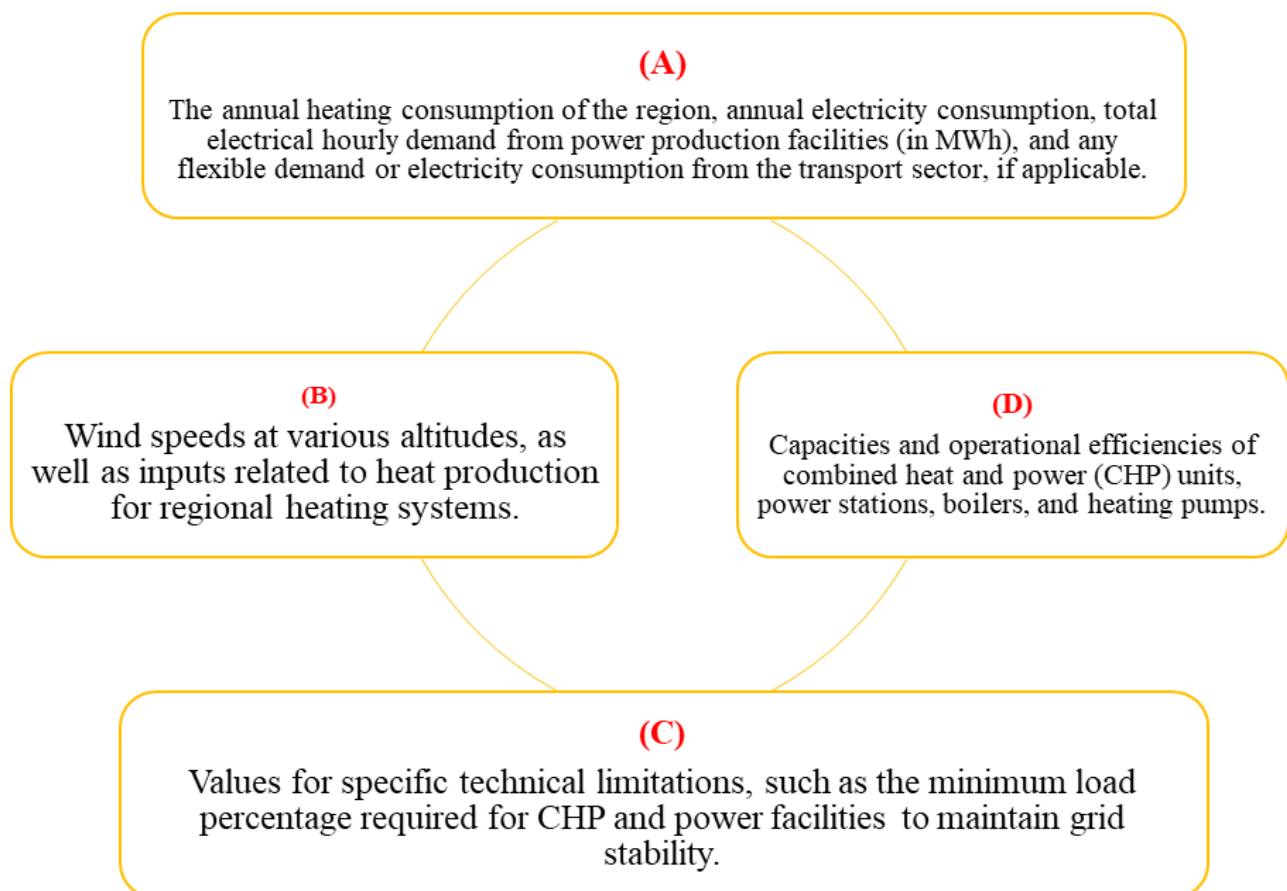 (A)
The annual heating consumption of the region, annual electricity consumption, total
electrical hourly demand from power production facilities (in MWh), and any
flexible demand or electricity consumption from the transport sector, if applicable.
(B)
Wind speeds at various altitudes, as
well as inputs related to heat production
for regional heating systems.
(D)
Capacities and operational efficiencies of
combined heat and power (CHP) units,
power stations, boilers, and heating pumps.
(C)
Values for specific technical limitations, such as the minimum load
percentage required for CHP and power facilities to maintain grid
stability.